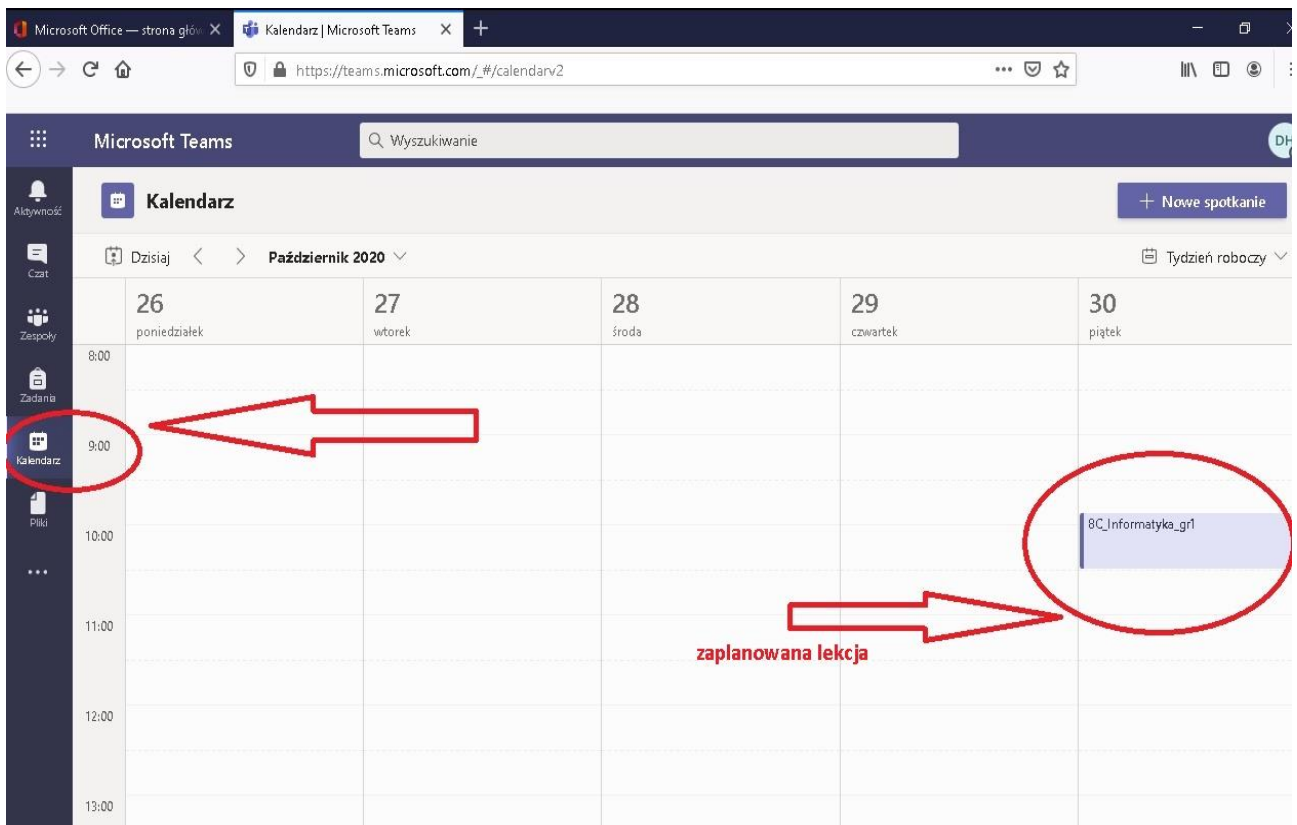 Microsoft Office — strona głów
Kalendarz | Microsoft Teams
https://teams.microsoft.com/_#/calendarv2
Microsoft Teams
Wyszukiwanie
DH
Aktywność
Kalendarz
+ Nowe spotkanie
Czat
Dzisiaj
Październik 2020
Tydzień roboczy
Zespoły
26
27
28
29
30
poniedziałek
wtorek
środa
czwartek
piątek
8:00
Zadania
9:00
Kalendarz
Pliki
10:00
8C_Informatyka_gr1
11:00
zaplanowana lekcja
12:00
13:00